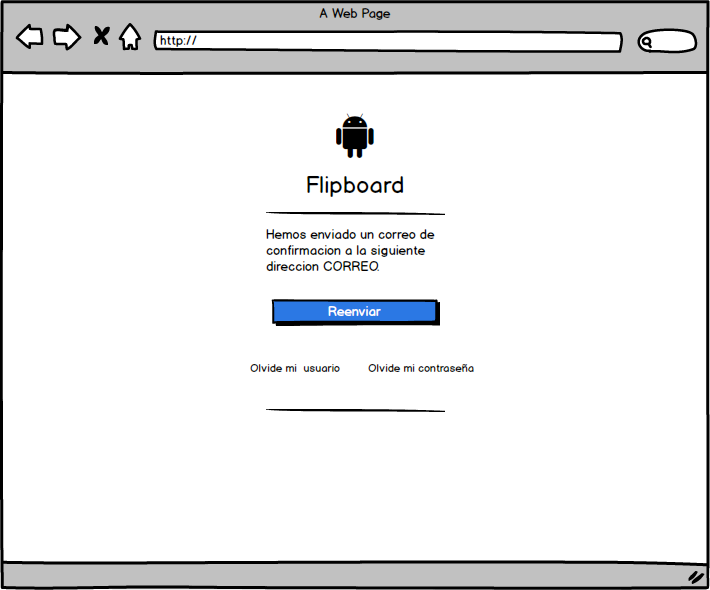 A Web Page
http://
Flipboard
Hemos enviado un correo de
confirmacion a la siguiente
direccion CORREO.
Reenviar
Olvide mi usuario Olvide mi contraseña